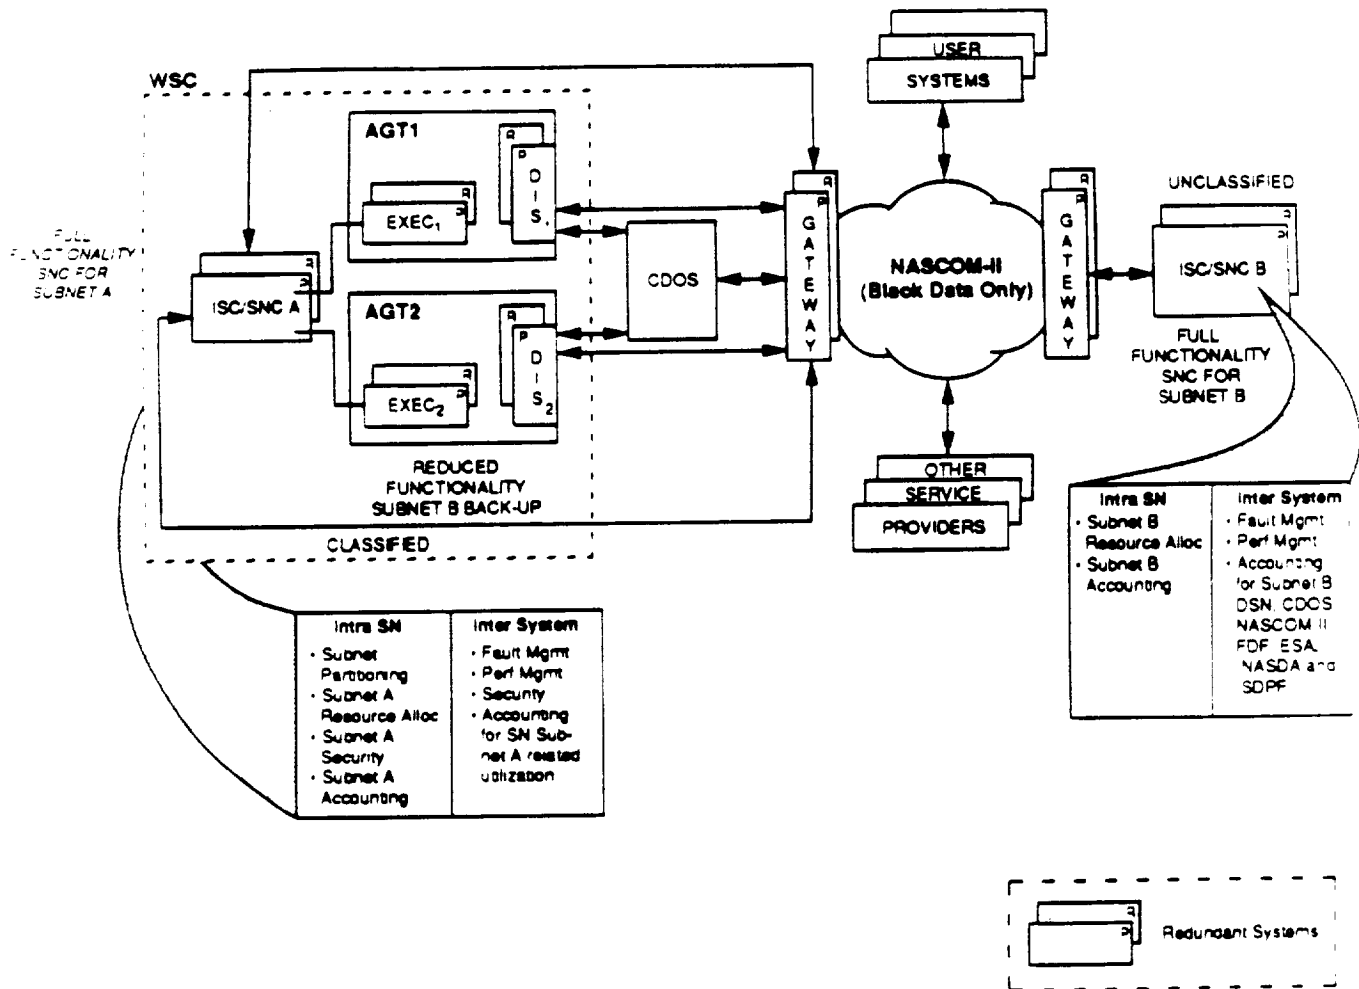 WSC
AGT1
R
P
DIS1
R
P
EXEC1
FULL
FUNCTIONALITY
SNC FOR
SUBNET A
R
P
ISC/SNC A
AGT2
R
P
DIS2
R
P
EXEC2
REDUCED
FUNCTIONALITY
SUBNET B BACK-UP
CLASSIFIED
CDOS
R
P
GATEWAY
USER
SYSTEMS
NASCOM-II
(Black Data Only)
R
P
GATEWAY
UNCLASSIFIED
R
P
ISC/SNC B
FULL
FUNCTIONALITY
SNC FOR
SUBNET B
OTHER
SERVICE
PROVIDERS
Intra SN
• Subnet
Partitioning
• Subnet A
Resource Alloc
• Subnet A
Security
• Subnet A
Accounting
Inter System
• Fault Mgmt
• Perf Mgmt
• Security
• Accounting
for SN Sub-
net A related
utilization
Intra SN
• Subnet B
Resource Alloc
• Subnet B
Accounting
Inter System
• Fault Mgmt
• Perf Mgmt
• Accounting
for Subnet B
DSN, CDOS
NASCOM-II
FDF, ESA,
NASDA and
SDPF
R
P
Redundant Systems